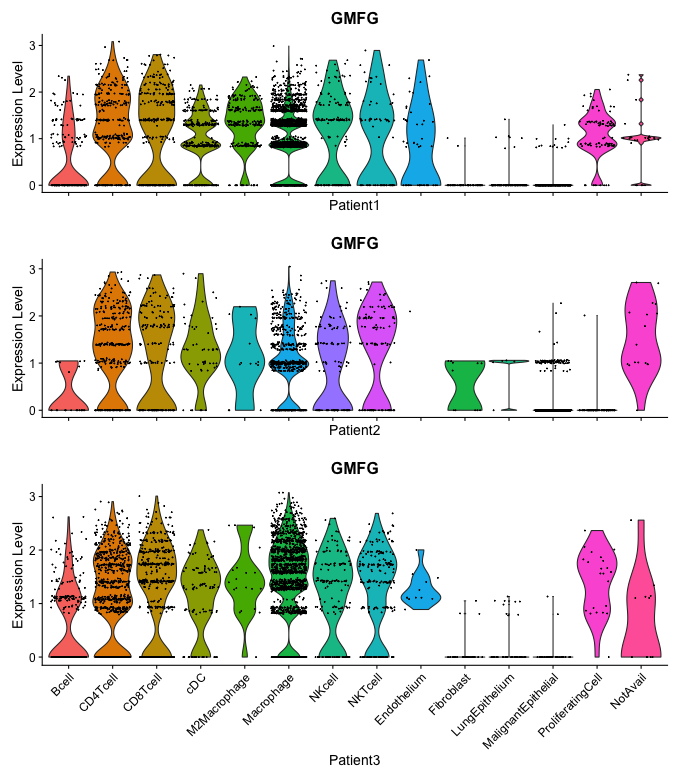 GMFG
Expression Level
3
2
1
0
Patient1
GMFG
Expression Level
3
2
1
0
Patient2
GMFG
Expression Level
3
2
1
0
Bcell
CD4Tcell
CD8Tcell
cDC
M2Macrophage
Macrophage
NKcell
NKTcell
Endothelium
Fibroblast
LungEpithelium
MalignantEpithelial
ProliferatingCell
NotAvail
Patient3